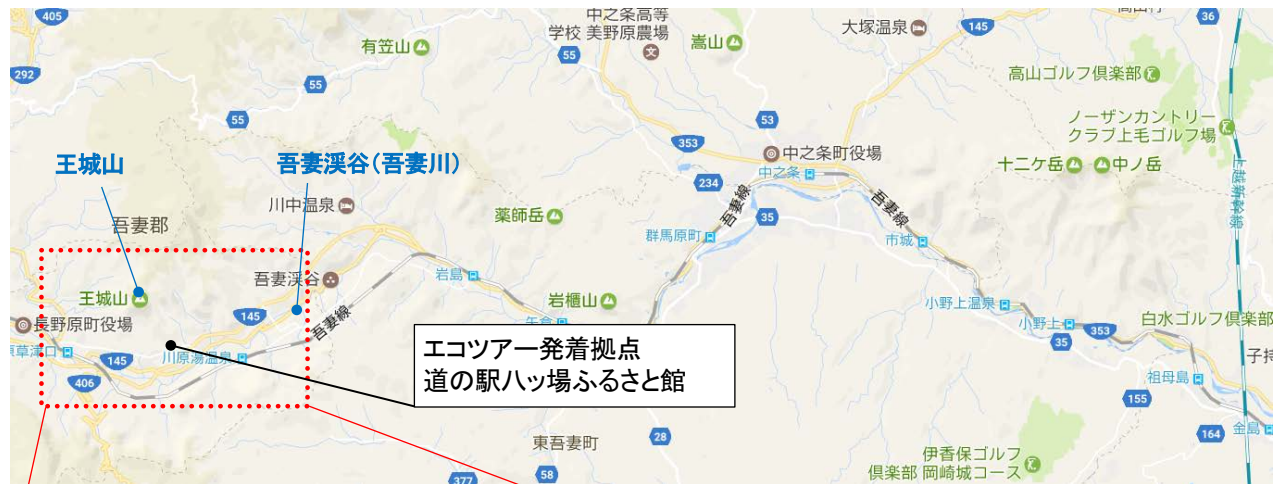 405
中之条高等
学校 美野原農場
大塚温泉
145
36
有笠山
嵩山
55
292
55
高山ゴルフ倶楽部
ノーザンカントリー
クラブ上毛ゴルフ場
55
53
353
王城山
吾妻渓谷(吾妻川)
中之条町役場
中之条
十二ケ岳
中ノ岳
上越新幹線
川中温泉
234
吾妻線
吾妻郡
薬師岳
35
吾妻線
群馬原町
市城
吾妻渓谷
岩島
王城山
岩櫃山
小野上温泉
長野原町役場
145
吾妻線
小野上
353
白水ゴルフ倶楽部
145
川原湯温泉
エコツアー発着拠点
道の駅八ッ場ふるさと館
35
子持
406
祖母島
155
東吾妻町
28
164
金島
伊香保ゴルフ
倶楽部 岡崎城コース
377
58